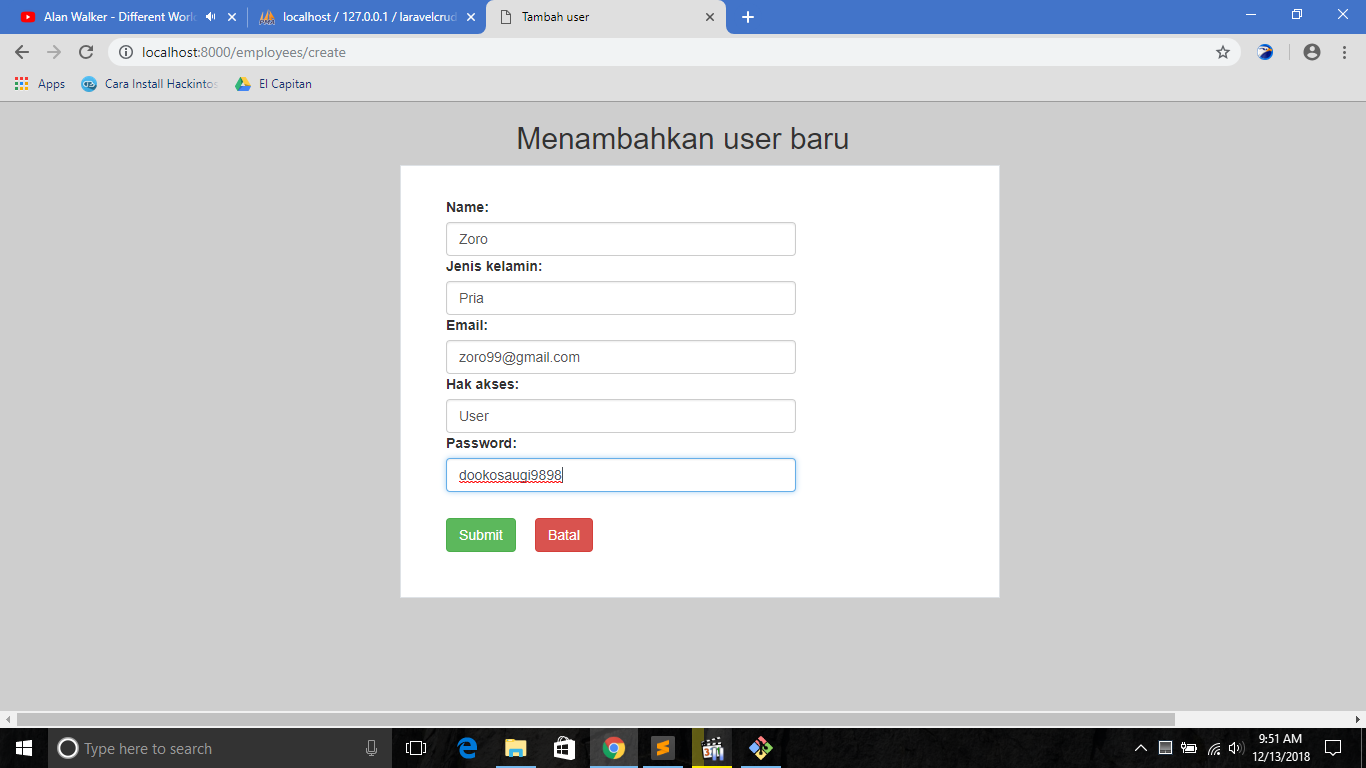 Alan Walker - Different Worl
localhost / 127.0.0.1 / laravelcrud
Tambah user
localhost:8000/employees/create
Apps
Cara Install Hackintos
El Capitan
Menambahkan user baru
Name:
Zoro
Jenis kelamin:
Pria
Email:
zoro99@gmail.com
Hak akses:
User
Password:
dookosaugi9898
Submit
Batal
Type here to search
9:51 AM
12/13/2018